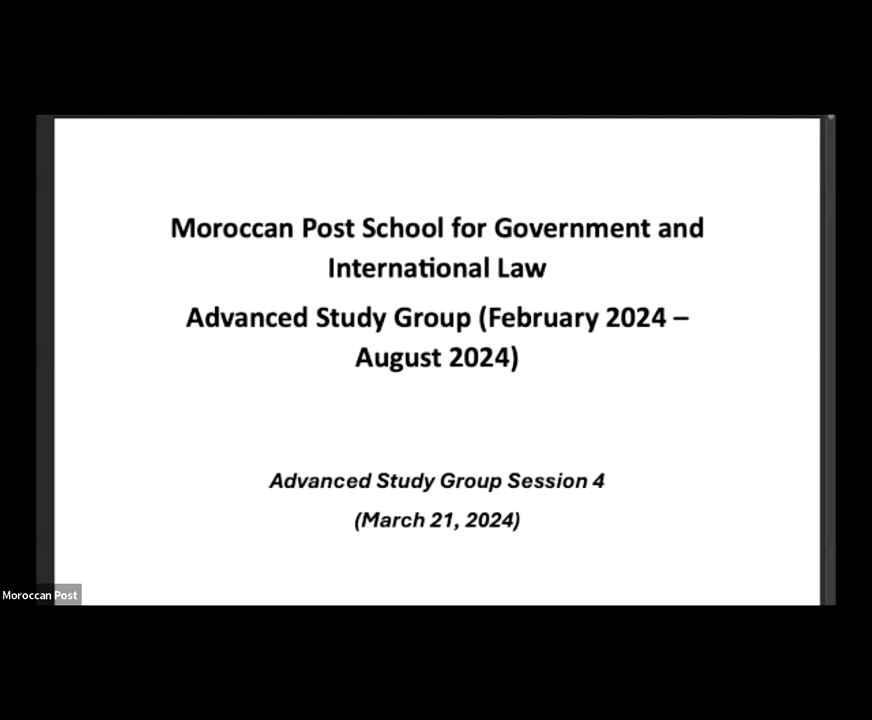 Moroccan Post School for Government and
International Law
Advanced Study Group (February 2024 –
August 2024)
Advanced Study Group Session 4
(March 21, 2024)
Moroccan Post